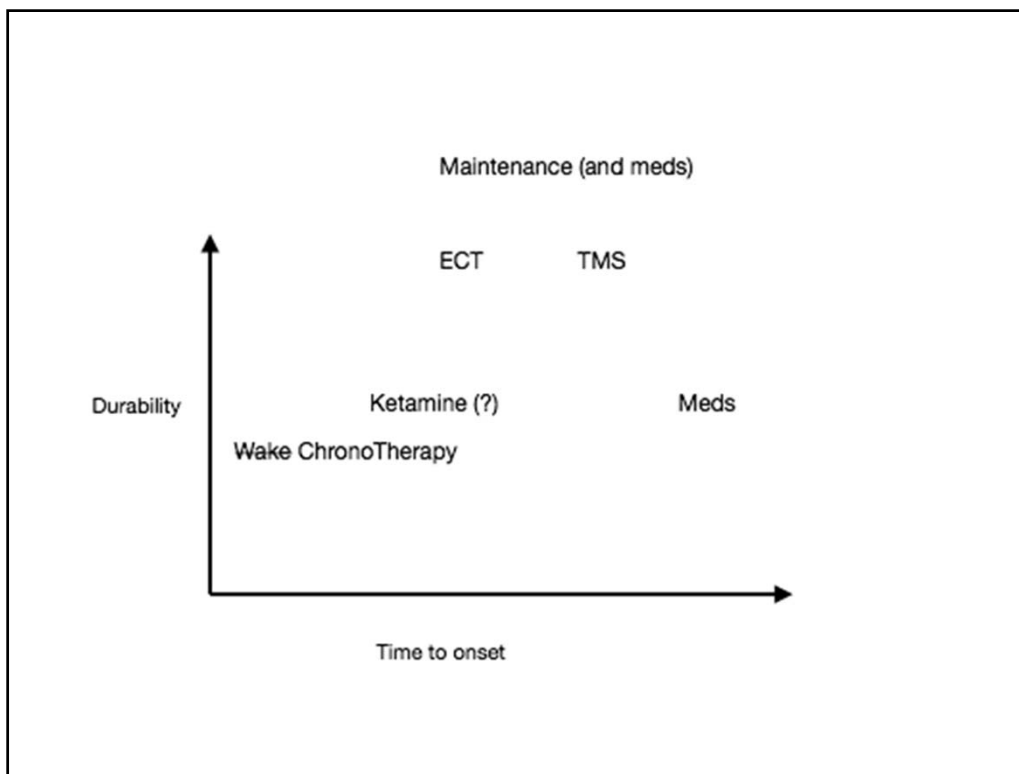 Maintenance (and meds)
ECT TMS
Durability
Ketamine (?) Meds
Wake ChronoTherapy
Time to onset